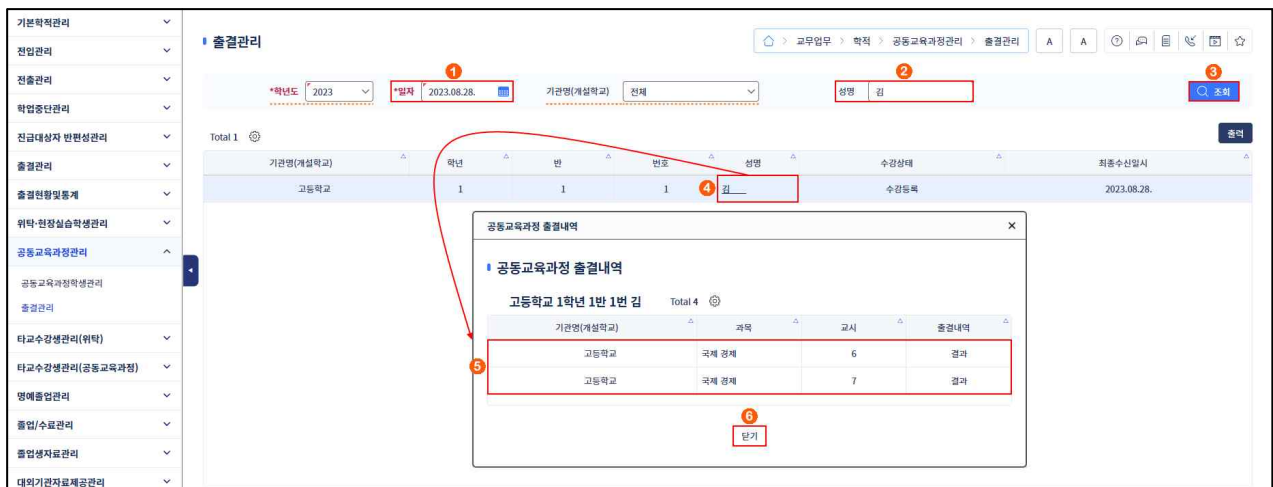 기본학적관리
전입관리
전출관리
학업중단관리
진급대상자 반편성관리
출결관리
출결현황및통계
위탁·현장실습학생관리
공동교육과정관리
공동교육과정학생관리
출결관리
타교수강생관리(위탁)
타교수강생관리(공동교육과정)
명예졸업관리
졸업/수료관리
졸업생자료관리
대외기관자료제공관리
출결관리
교무업무 > 학적 > 공동교육과정관리 > 출결관리 A A
1 2 3
*학년도 2023 *일자 2023.08.28. 기관명(개설학교) 전체 성명 김 조회
Total 1 출력
기관명(개설학교) 학년 반 번호 성명 수강상태 최종수신일시
고등학교 1 1 1 4 김 수강등록 2023.08.28.
공동교육과정 출결내역 ×
공동교육과정 출결내역
고등학교 1학년 1반 1번 김 Total 4
기관명(개설학교) 과목 교시 출결내역
고등학교 국제 경제 6 결과
5
고등학교 국제 경제 7 결과
6
닫기